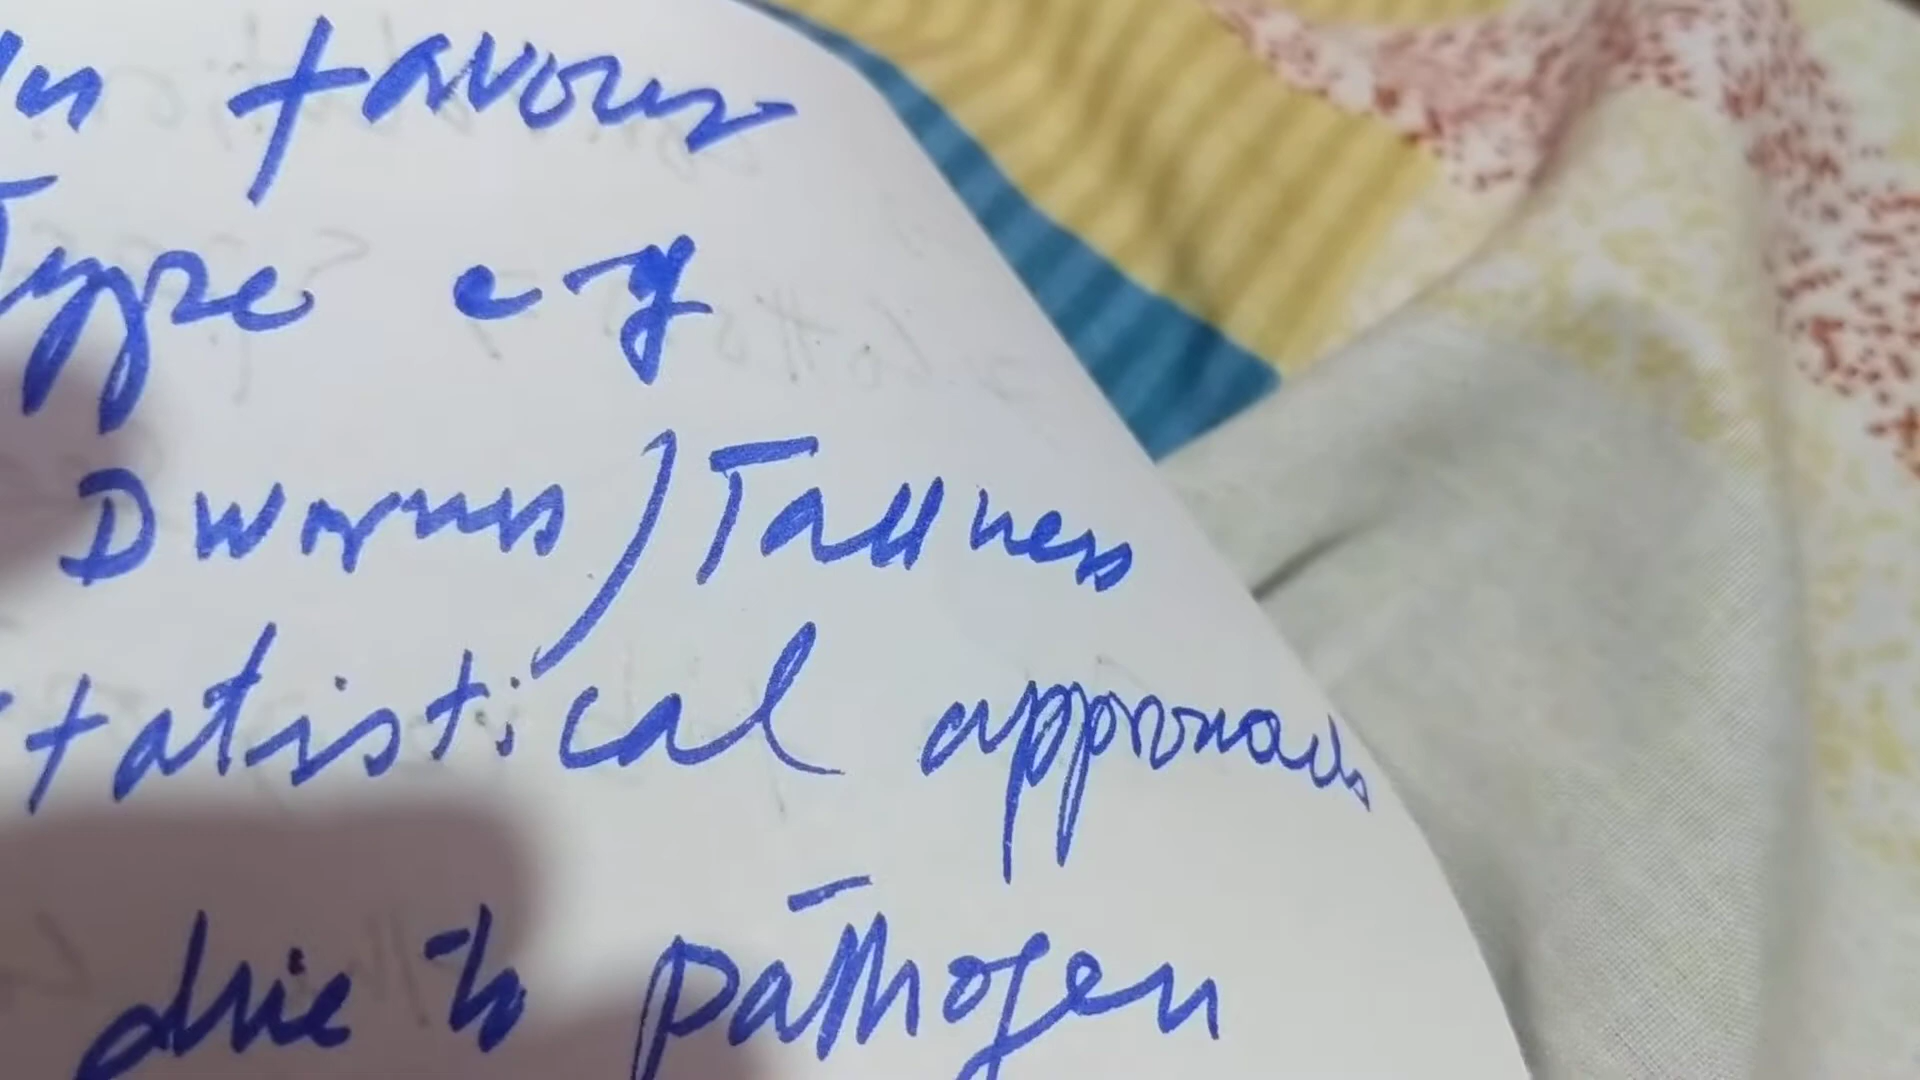 in favour
Type e-g
Dwarfness/Tallness
statistical approach
due to pathogen